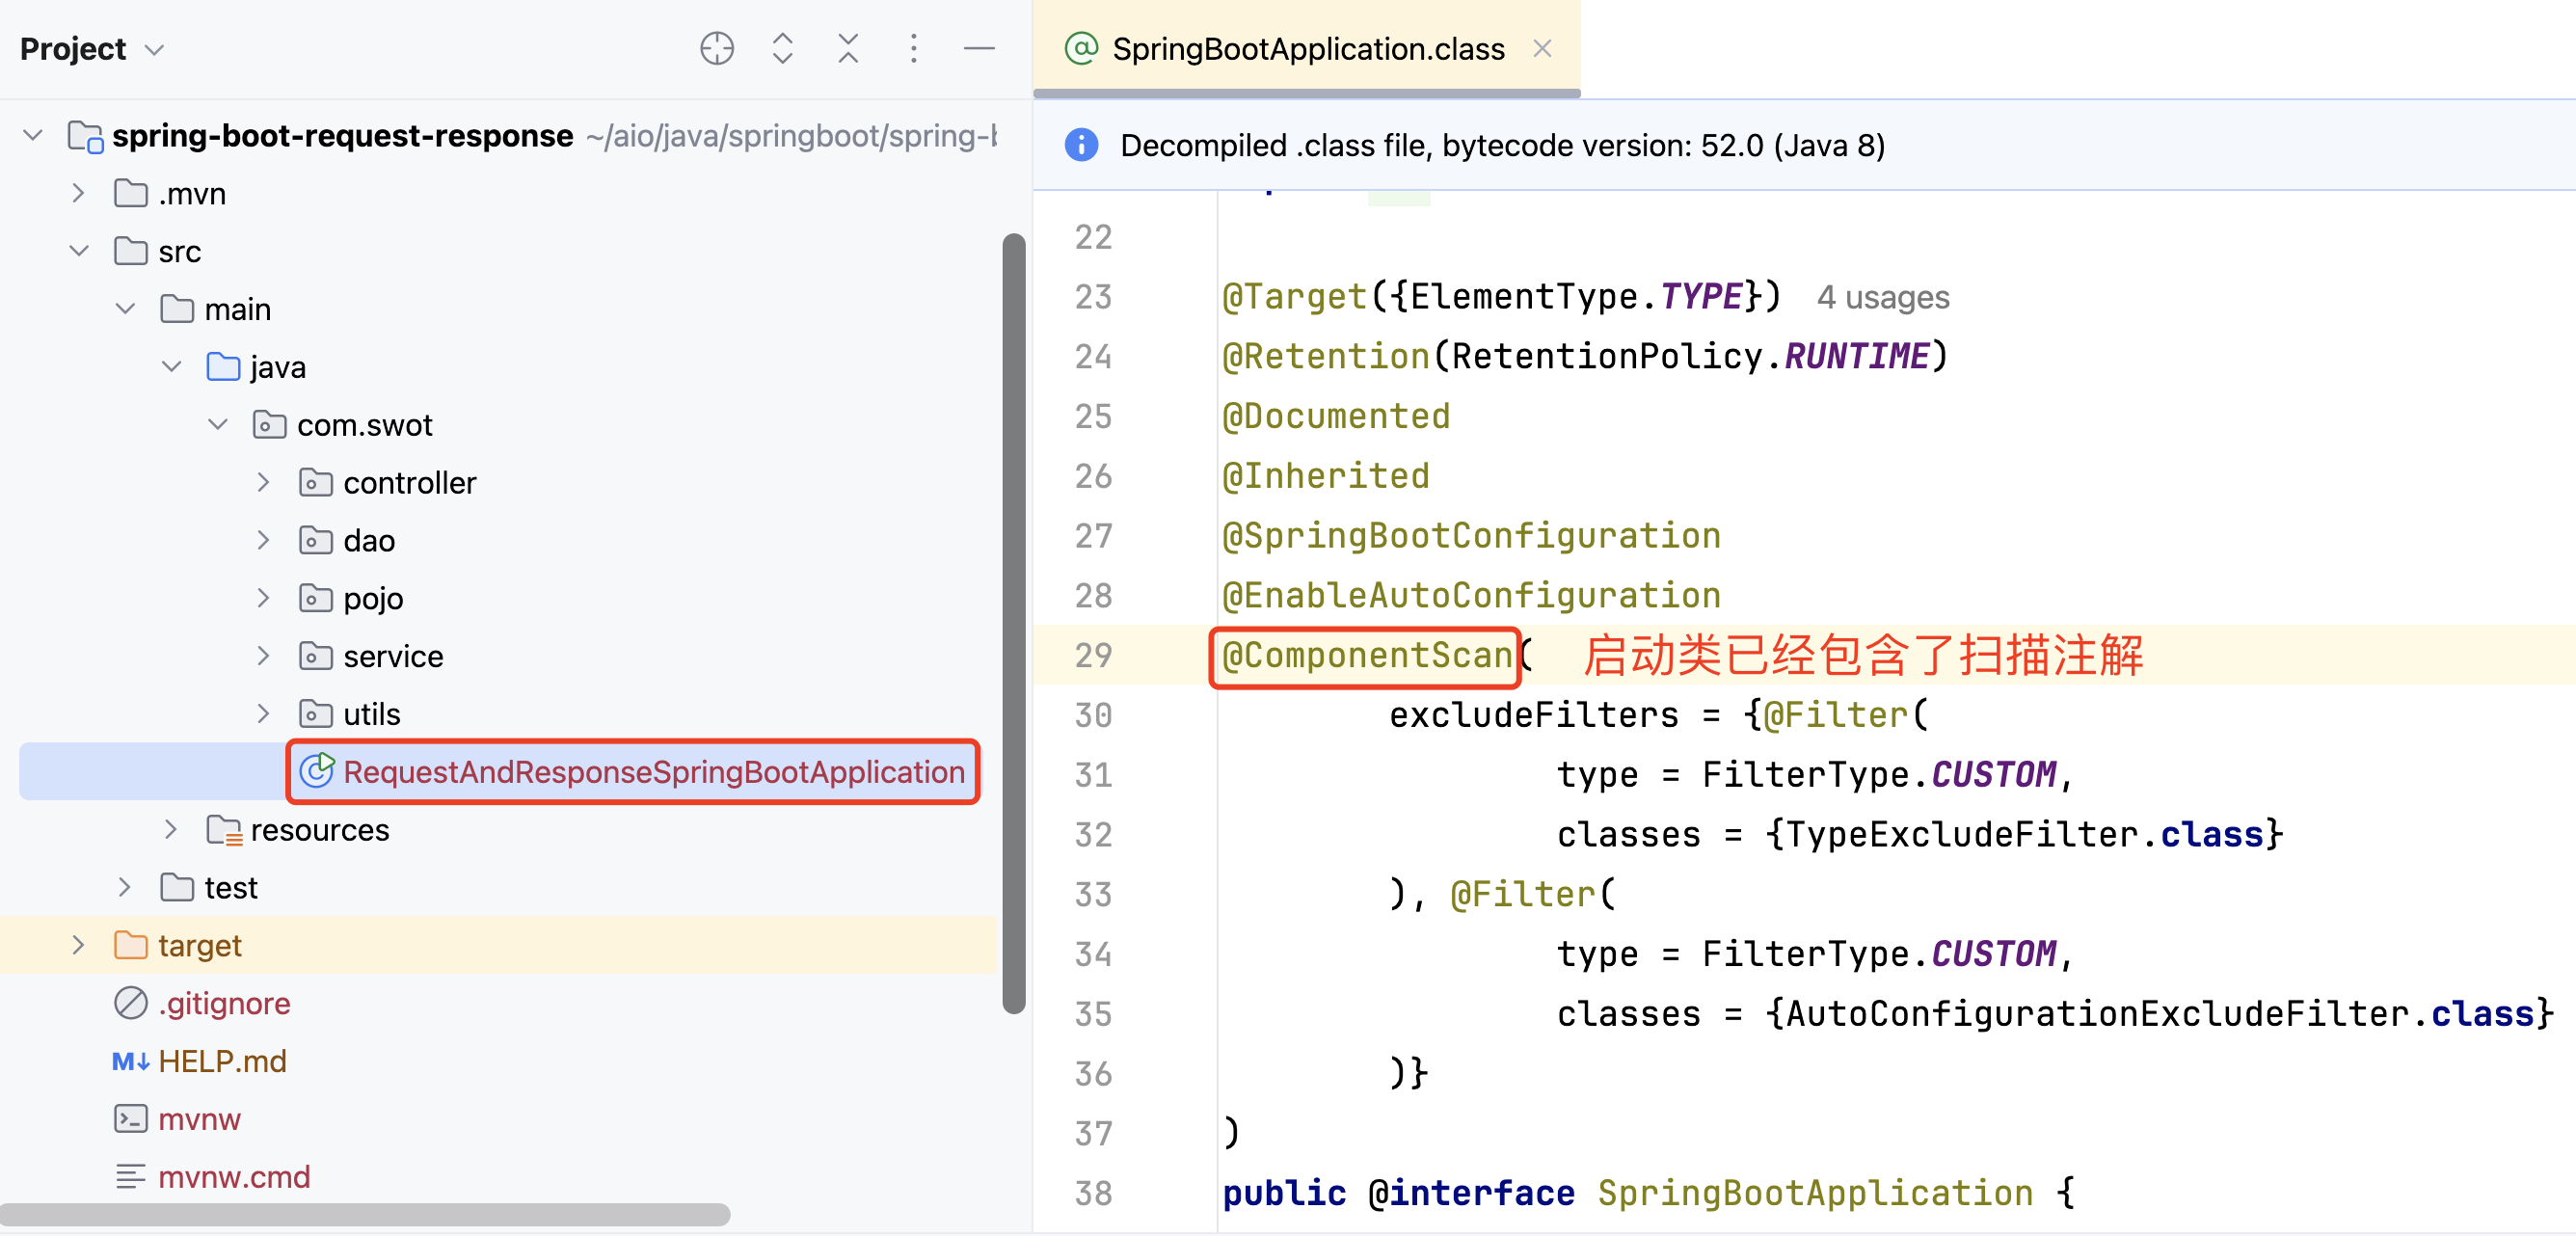 Project
spring-boot-request-response ~/aio/java/springboot/spring-b
.mvn
src
main
java
com.swot
controller
dao
pojo
service
utils
RequestAndResponseSpringBootApplication
resources
test
target
.gitignore
M↓ HELP.md
mvnw
mvnw.cmd
@ SpringBootApplication.class
Decompiled .class file, bytecode version: 52.0 (Java 8)
22
23 @Target({ElementType.TYPE}) 4 usages
24 @Retention(RetentionPolicy.RUNTIME)
25 @Documented
26 @Inherited
27 @SpringBootConfiguration
28 @EnableAutoConfiguration
29 @ComponentScan( 启动类已经包含了扫描注解
30 excludeFilters = {@Filter(
31 type = FilterType.CUSTOM,
32 classes = {TypeExcludeFilter.class}
33 ), @Filter(
34 type = FilterType.CUSTOM,
35 classes = {AutoConfigurationExcludeFilter.class}
36 )}
37 )
38 public @interface SpringBootApplication {